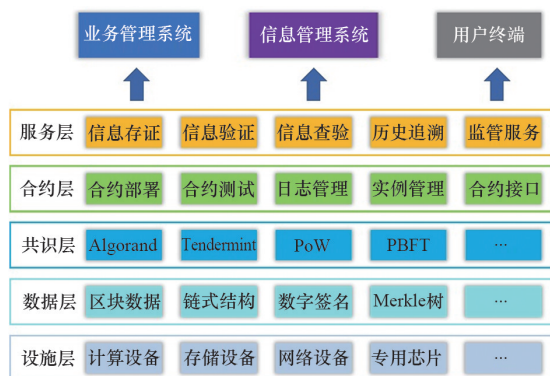 业务管理系统 信息管理系统 用户终端
服务层 信息存证 信息验证 信息查验 历史追溯 监管服务
合约层 合约部署 合约测试 日志管理 实例管理 合约接口
共识层 Algorand Tendermint PoW PBFT …
数据层 区块数据 链式结构 数字签名 Merkle树 …
设施层 计算设备 存储设备 网络设备 专用芯片 …